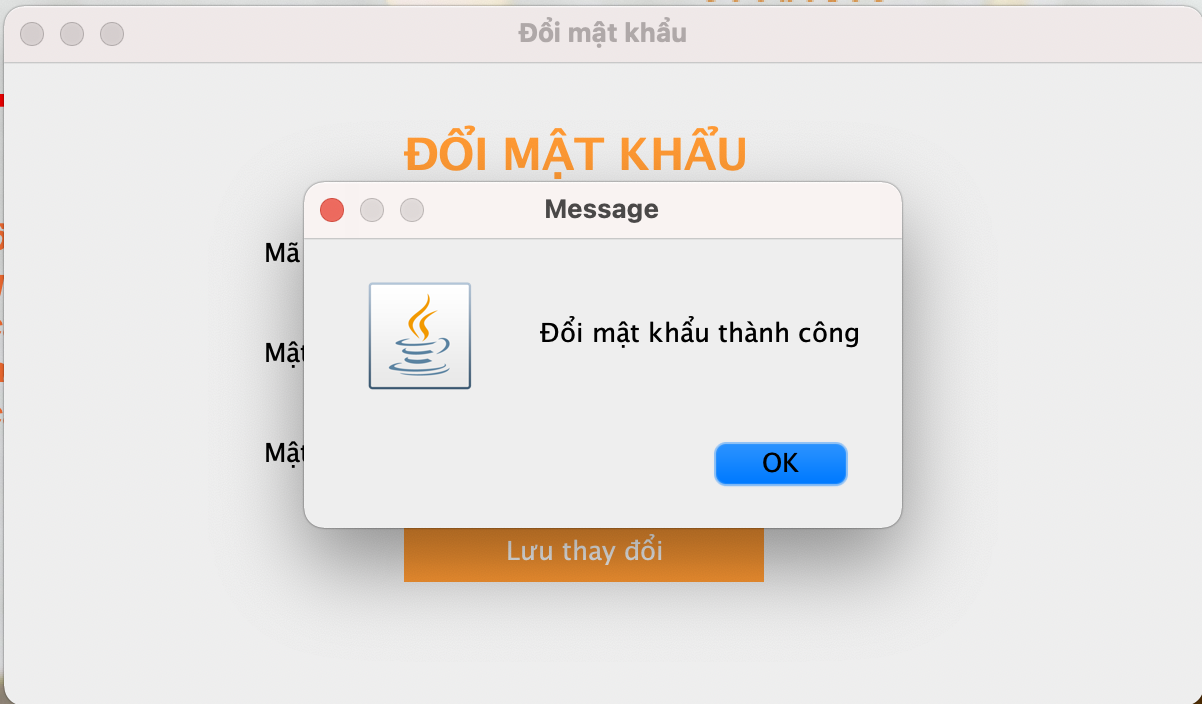 Đổi mật khẩu
ĐỔI MẬT KHẨU
Message
Mã
Đổi mật khẩu thành công
Mật
Mật
OK
Lưu thay đổi